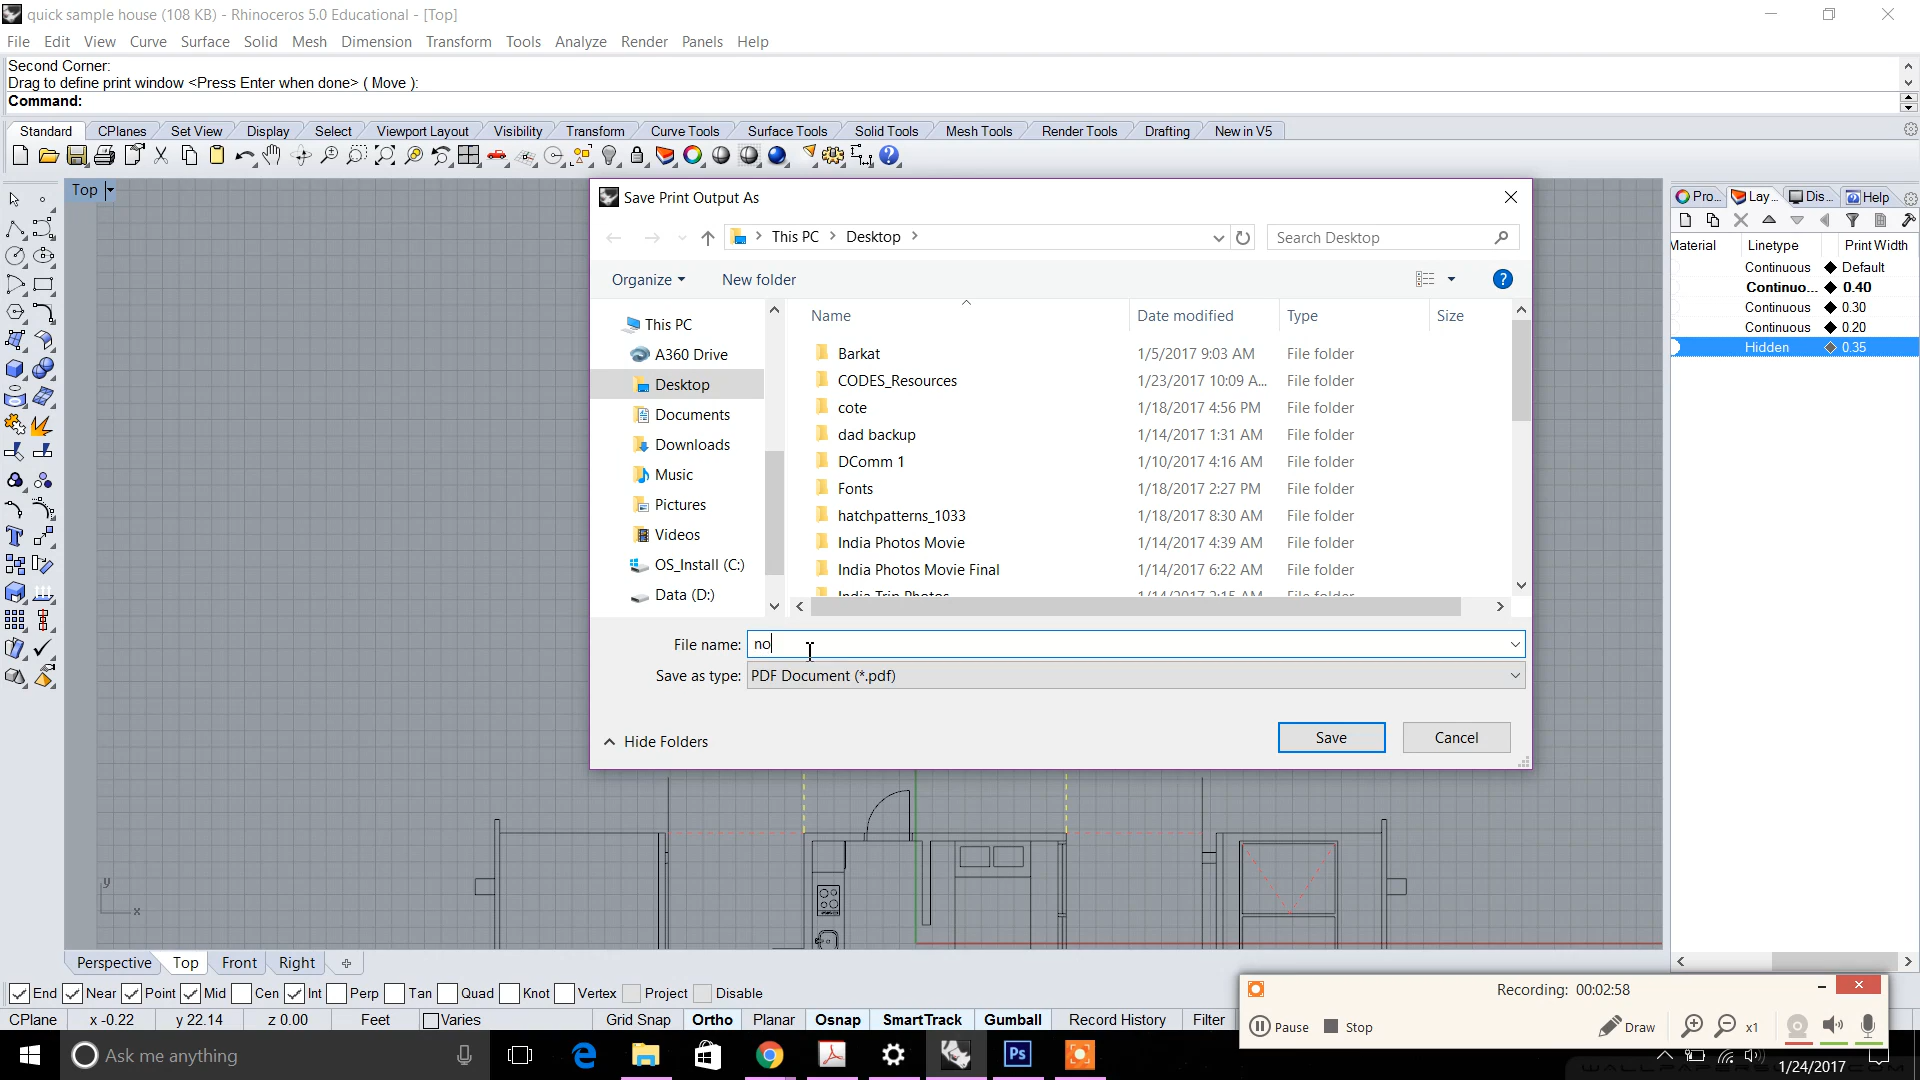 quick sample house (108 KB) - Rhinoceros 5.0 Educational - [Top]
File Edit View Curve Surface Solid Mesh Dimension Transform Tools Analyze Render Panels Help
Second Corner:
Drag to define print window <Press Enter when done> ( Move ):
Command:
Standard CPlanes Set View Display Select Viewport Layout Visibility Transform Curve Tools Surface Tools Solid Tools Mesh Tools Render Tools Drafting New in V5
Top
Save Print Output As
This PC > Desktop >
Search Desktop
Organize New folder
Name Date modified Type Size
This PC
A360 Drive
Desktop
Documents
Downloads
Music
Pictures
Videos
OS_Install (C:)
Data (D:)
Barkat 1/5/2017 9:03 AM File folder
CODES_Resources 1/23/2017 10:09 A... File folder
cote 1/18/2017 4:56 PM File folder
dad backup 1/14/2017 1:31 AM File folder
DComm 1 1/10/2017 4:16 AM File folder
Fonts 1/18/2017 2:27 PM File folder
hatchpatterns_1033 1/18/2017 8:30 AM File folder
India Photos Movie 1/14/2017 4:39 AM File folder
India Photos Movie Final 1/14/2017 6:22 AM File folder
India Trip Photos 1/14/2017 2:15 AM File folder
File name: no
Save as type: PDF Document (*.pdf)
Hide Folders
Save Cancel
Pro... Lay... Dis... Help
Material Linetype Print Width
Continuous Default
Continuo... 0.40
Continuous 0.30
Continuous 0.20
Hidden 0.35
y
x
Perspective Top Front Right
End Near Point Mid Cen Int Perp Tan Quad Knot Vertex Project Disable
CPlane x -0.22 y 22.14 z 0.00 Feet Varies Grid Snap Ortho Planar Osnap SmartTrack Gumball Record History Filter
Recording: 00:02:58
Pause Stop Draw x1
Ask me anything
Ps
1/24/2017